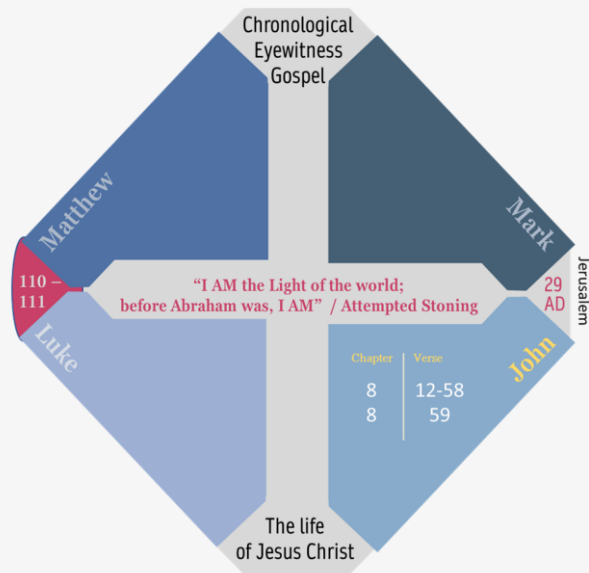 Chronological
Eyewitness
Gospel
Matthew
Mark
110 –
111
“I AM the Light of the world;
before Abraham was, I AM” / Attempted Stoning
29
AD
Jerusalem
Luke
John
Chapter Verse
8 12-58
8 59
The life
of Jesus Christ